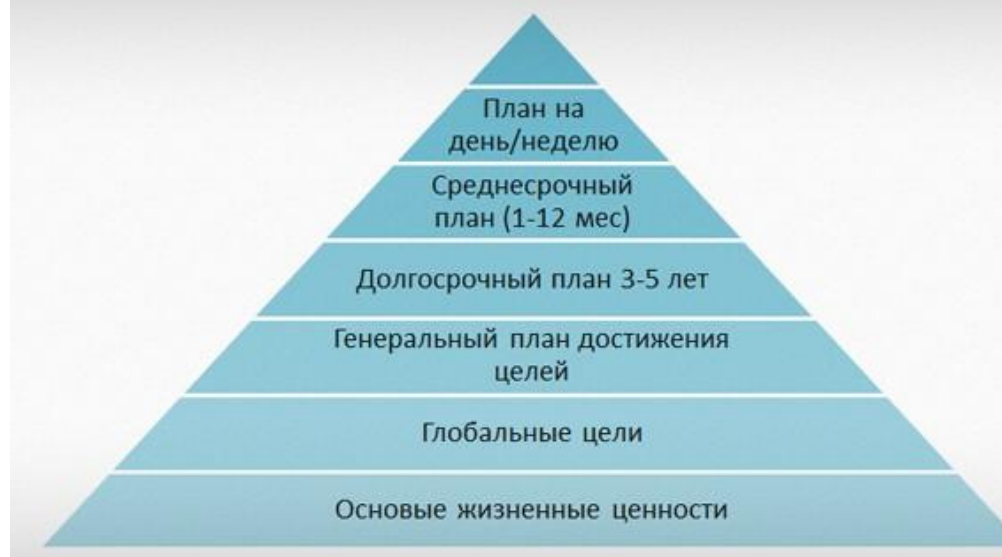 План на
день/неделю
Среднесрочный
план (1-12 мес)
Долгосрочный план 3-5 лет
Генеральный план достижения
целей
Глобальные цели
Основые жизненные ценности